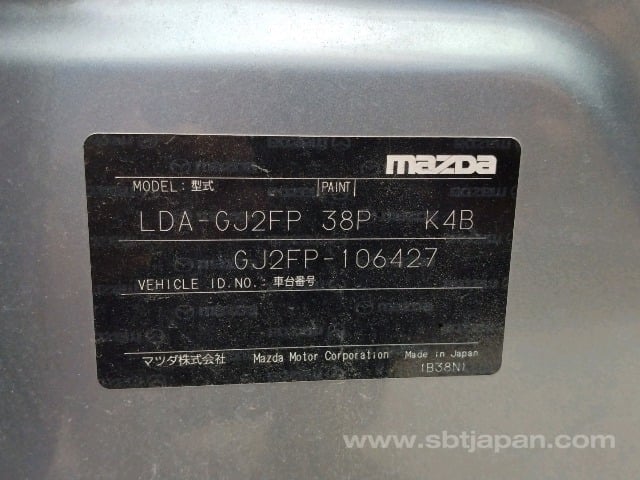 mazda
MODEL: 型式 |PAINT|
LDA-GJ2FP 38P K4B
GJ2FP-106427
VEHICLE ID.NO.: 車台番号
マツダ株式会社 Mazda Motor Corporation Made in Japan
(B38N)
www.sbtjapan.com